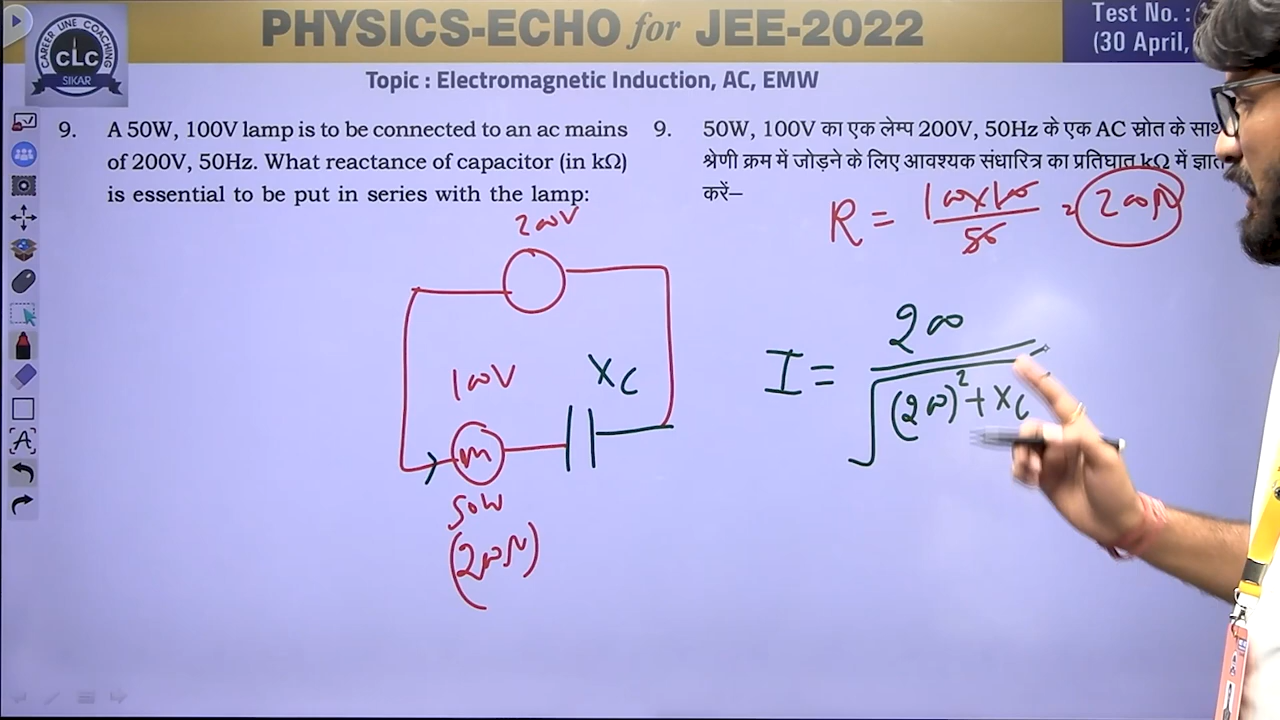 PHYSICS-ECHO for JEE-2022
Test No. :
(30 April,
CAREER LINE COACHING
CLC
SIKAR
Topic : Electromagnetic Induction, AC, EMW
9. A 50W, 100V lamp is to be connected to an ac mains
of 200V, 50Hz. What reactance of capacitor (in kΩ)
is essential to be put in series with the lamp:
9. 50W, 100V का एक लेम्प 200V, 50Hz के एक AC स्रोत के साथ
श्रेणी क्रम में जोड़ने के लिए आवश्यक संधारित्र का प्रतिघात kΩ में ज्ञात
करें–
R = 100×100 / 50 = 200Ω
200V
100V
XC
m
50W
(200Ω)
I = 200 / √(200)² + XC
A